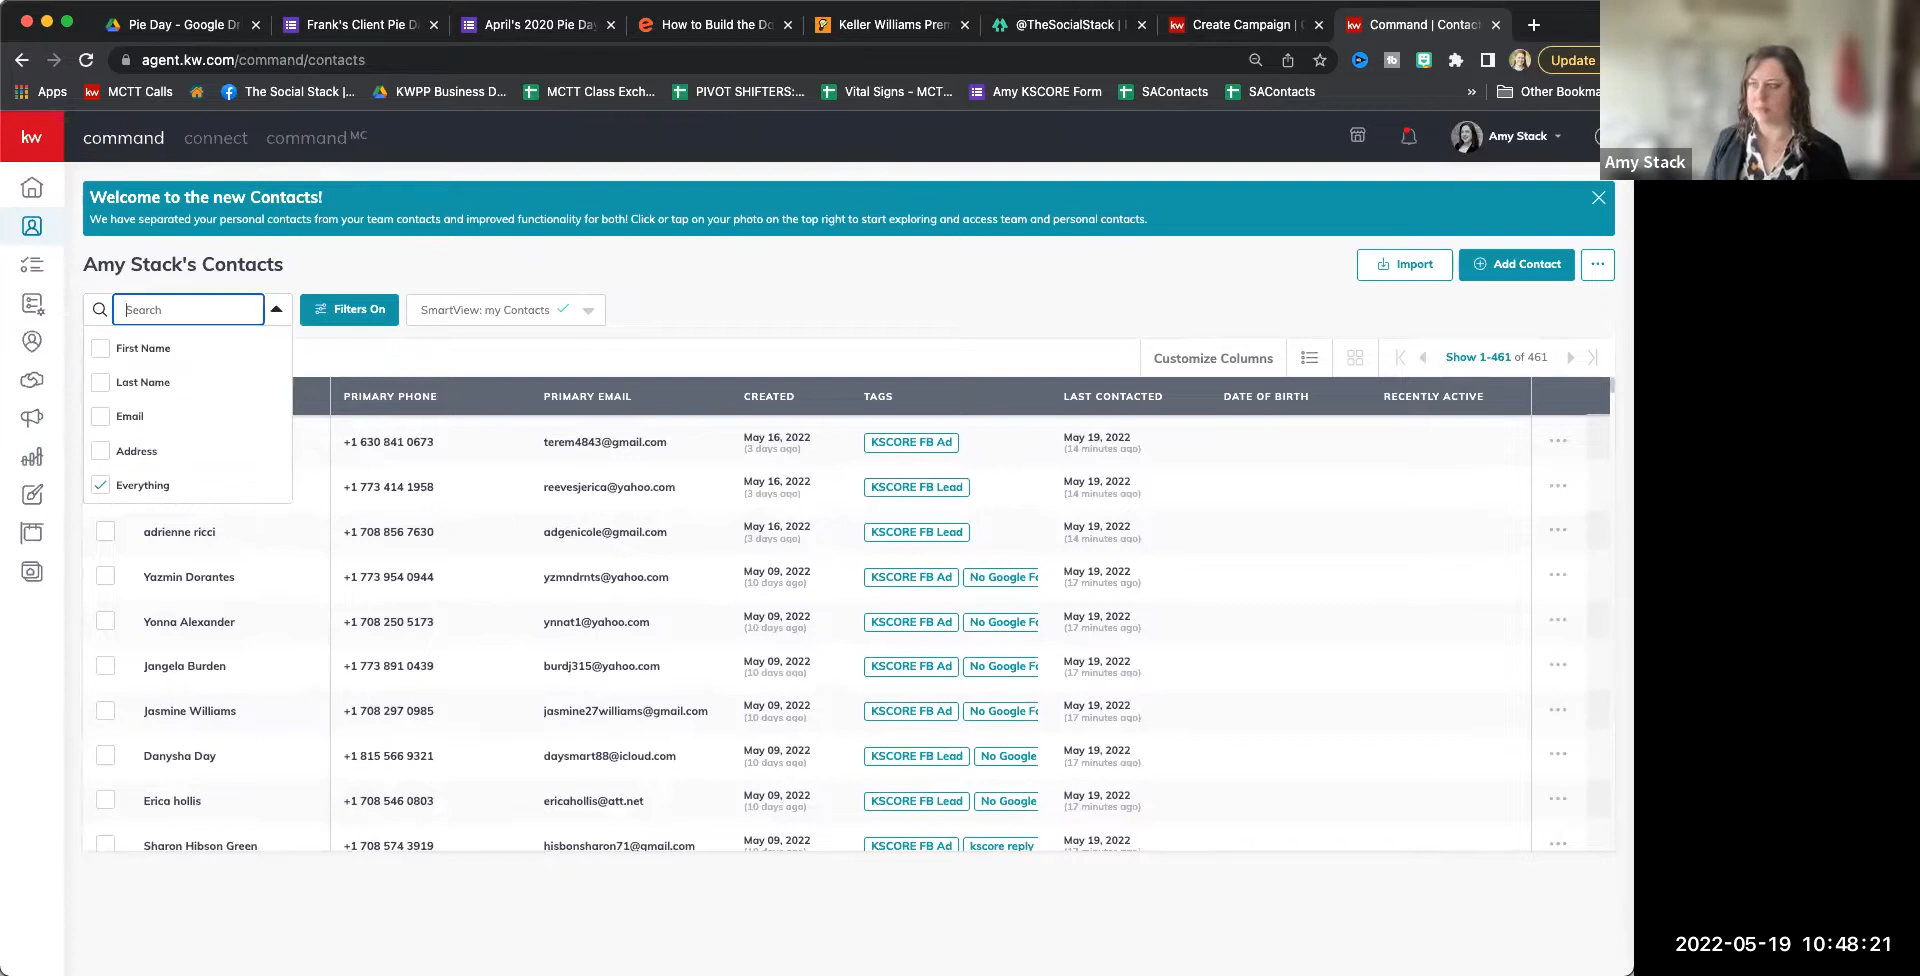 Pie Day - Google Dr
Frank's Client Pie D
April's 2020 Pie Day
How to Build the Do
Keller Williams Prem
@TheSocialStack |
Create Campaign |
Command | Contac
agent.kw.com/command/contacts
Update
Apps
MCTT Calls
The Social Stack |...
KWPP Business D...
MCTT Class Exch...
PIVOT SHIFTERS:...
Vital Signs - MCT...
Amy KSCORE Form
SAContacts
SAContacts
»
Other Bookma
kw
command connect command MC
Amy Stack
Amy Stack
Welcome to the new Contacts!
We have separated your personal contacts from your team contacts and improved functionality for both! Click or tap on your photo on the top right to start exploring and access team and personal contacts.
Amy Stack's Contacts
Import
Add Contact
Search
Filters On
SmartView: my Contacts
First Name
Last Name
Email
Address
Everything
Customize Columns
Show 1-461 of 461
PRIMARY PHONE PRIMARY EMAIL CREATED TAGS LAST CONTACTED DATE OF BIRTH RECENTLY ACTIVE
+1 630 841 0673 terem4843@gmail.com May 16, 2022 KSCORE FB Ad May 19, 2022
(3 days ago) (14 minutes ago)
+1 773 414 1958 reevesjerica@yahoo.com May 16, 2022 KSCORE FB Lead May 19, 2022
(3 days ago) (14 minutes ago)
adrienne ricci +1 708 856 7630 adgenicole@gmail.com May 16, 2022 KSCORE FB Lead May 19, 2022
(3 days ago) (14 minutes ago)
Yazmin Dorantes +1 773 954 0944 yzmndrnts@yahoo.com May 09, 2022 KSCORE FB Ad No Google Fo May 19, 2022
(10 days ago) (17 minutes ago)
Yonna Alexander +1 708 250 5173 ynnat1@yahoo.com May 09, 2022 KSCORE FB Ad No Google Fo May 19, 2022
(10 days ago) (17 minutes ago)
Jangela Burden +1 773 891 0439 burdj315@yahoo.com May 09, 2022 KSCORE FB Ad No Google Fo May 19, 2022
(10 days ago) (17 minutes ago)
Jasmine Williams +1 708 297 0985 jasmine27williams@gmail.com May 09, 2022 KSCORE FB Ad No Google Fo May 19, 2022
(10 days ago) (17 minutes ago)
Danysha Day +1 815 566 9321 daysmart88@icloud.com May 09, 2022 KSCORE FB Lead No Google May 19, 2022
(10 days ago) (17 minutes ago)
Erica hollis +1 708 546 0803 ericahollis@att.net May 09, 2022 KSCORE FB Lead No Google May 19, 2022
(10 days ago) (17 minutes ago)
Sharon Hibson Green +1 708 574 3919 hisbonsharon71@gmail.com May 09, 2022 KSCORE FB Ad kscore reply May 19, 2022
2022-05-19 10:48:21